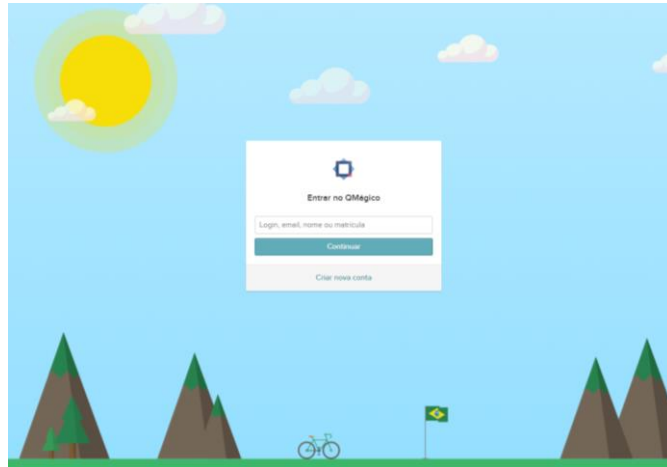 Entrar no QMágico
Login, email, nome ou matrícula
Continuar
Criar nova conta